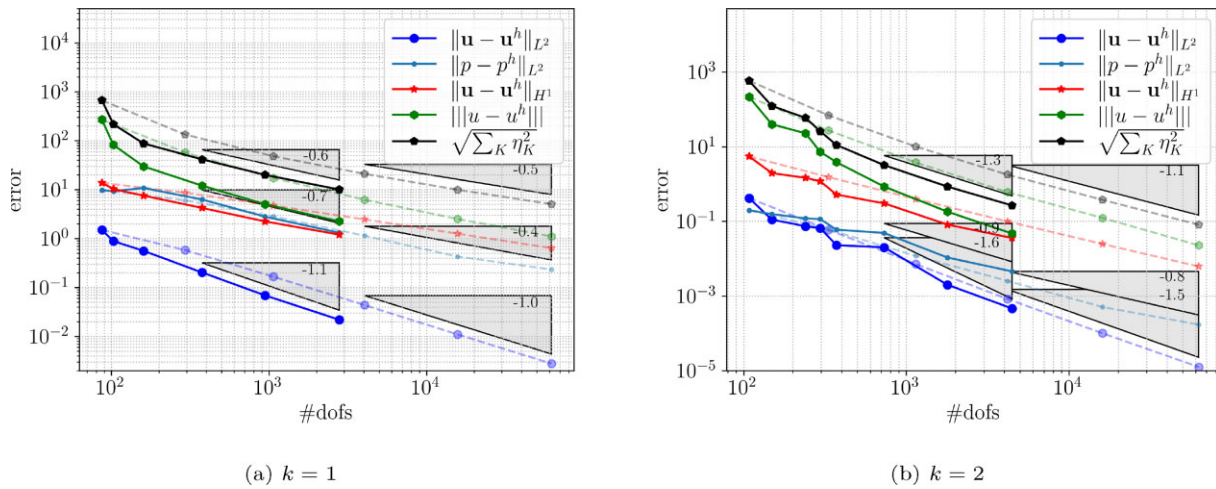 10^4
10^3
10^2
10^1
10^0
10^{-1}
10^{-2}
error
‖u − u^h‖_{L^2}
‖p − p^h‖_{L^2}
‖u − u^h‖_{H^1}
|||u − u^h|||
√∑_K η_K^2
-0.6
-0.5
-0.7
-0.4
-1.1
-1.0
10^2
10^3
10^4
#dofs
(a) k = 1
10^3
10^1
10^{-1}
10^{-3}
10^{-5}
error
‖u − u^h‖_{L^2}
‖p − p^h‖_{L^2}
‖u − u^h‖_{H^1}
|||u − u^h|||
√∑_K η_K^2
-1.3
-1.1
-0.9
-1.6
-0.8
-1.5
10^2
10^3
10^4
#dofs
(b) k = 2